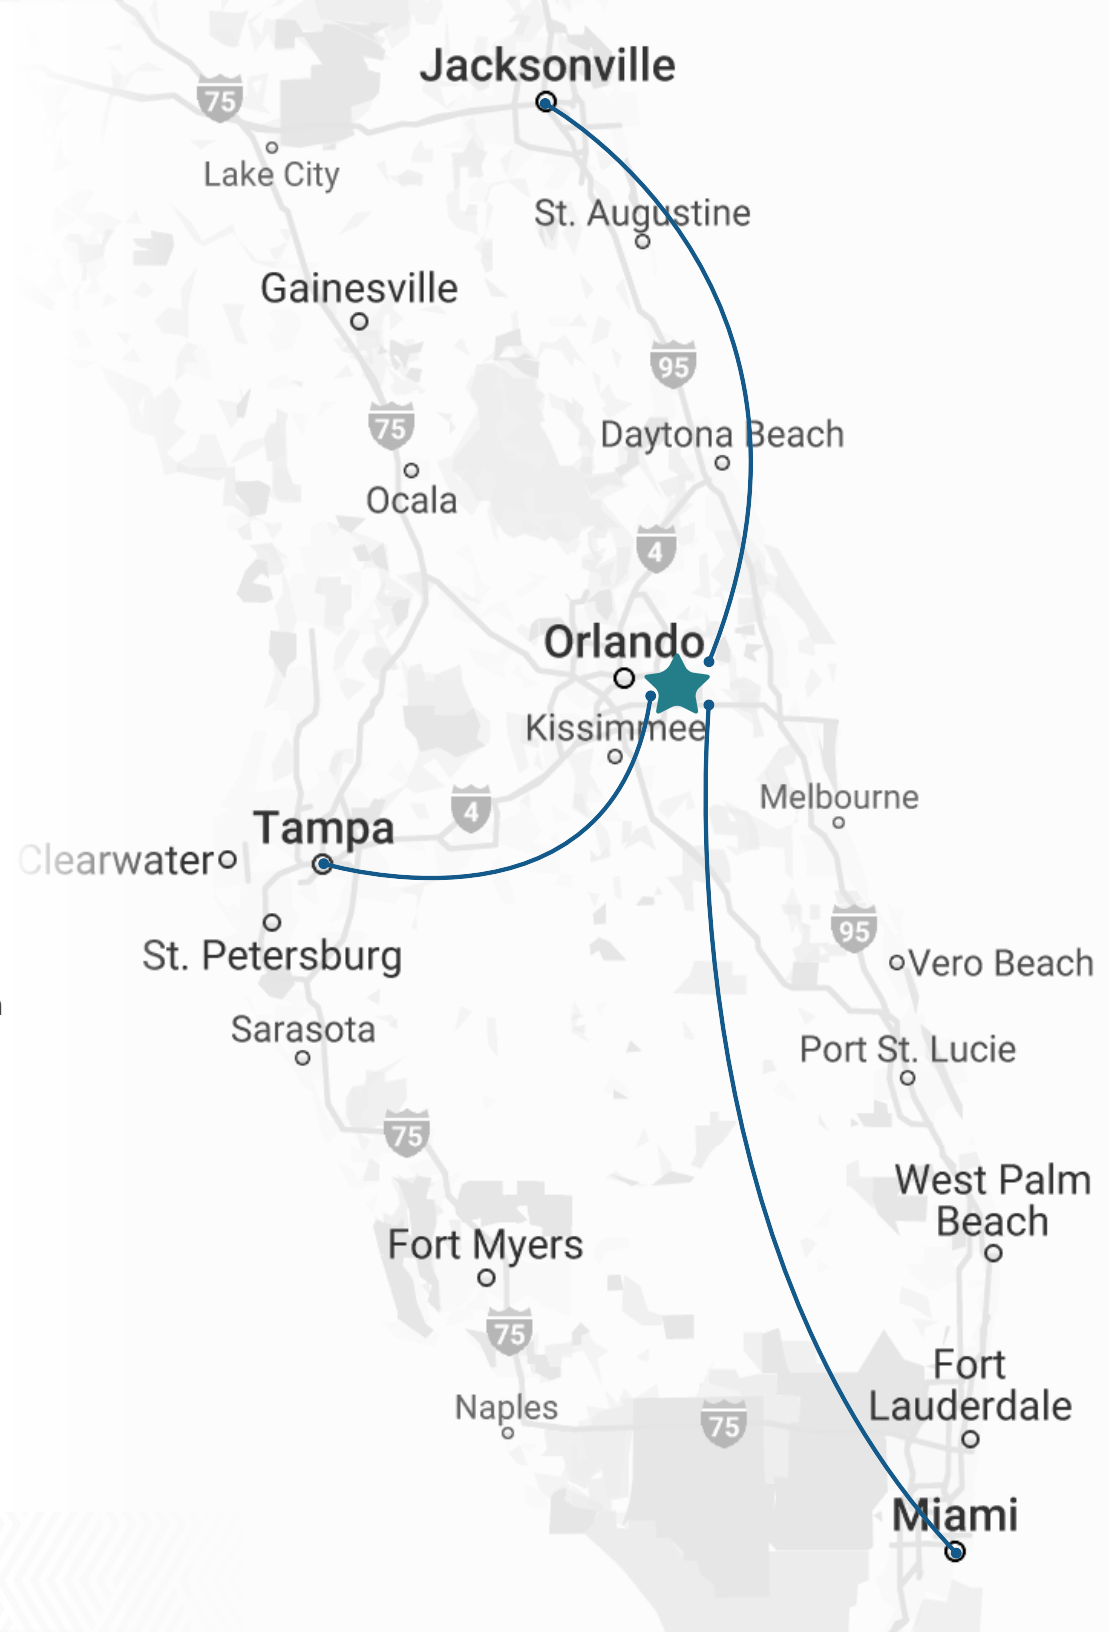 Jacksonville
75
Lake City
St. Augustine
Gainesville
95
75
Daytona Beach
Ocala
4
Orlando
Kissimmee
Melbourne
4
Tampa
Clearwater
95
St. Petersburg
Vero Beach
Sarasota
Port St. Lucie
75
West Palm
Beach
Fort Myers
75
Fort
Lauderdale
Naples
75
Miami